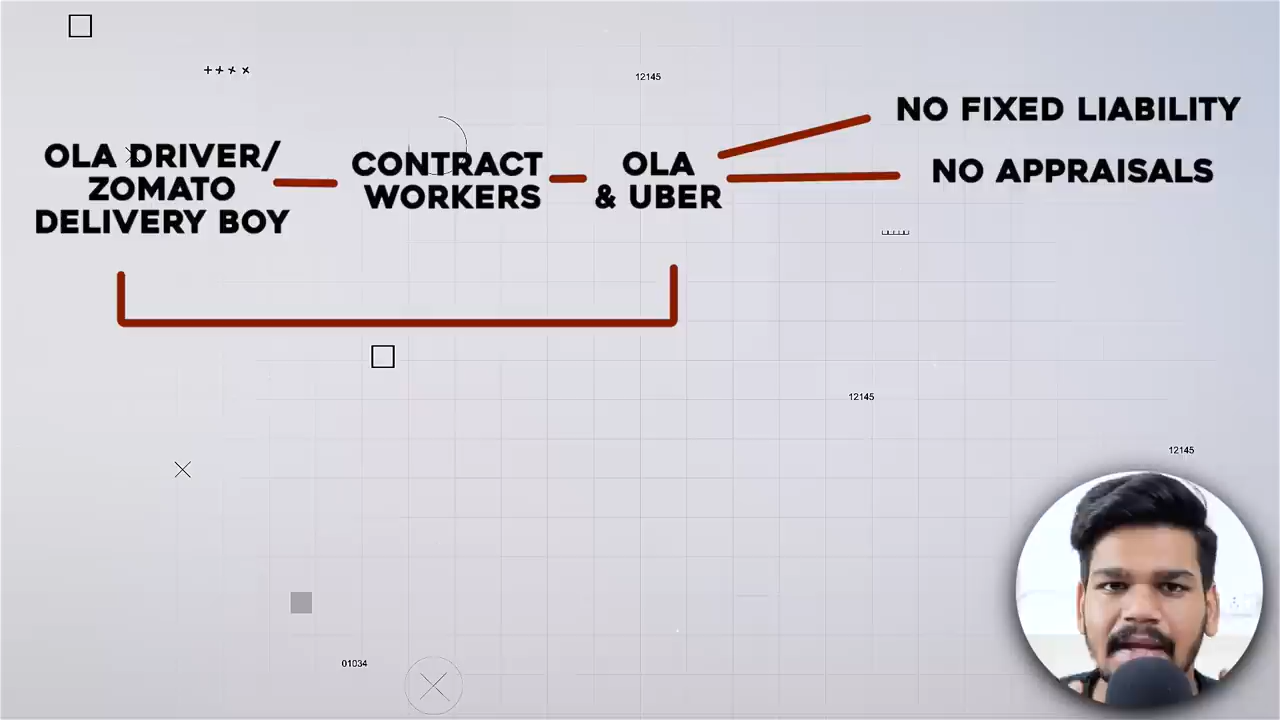 12145
NO FIXED LIABILITY
OLA DRIVER/
ZOMATO
DELIVERY BOY
CONTRACT
WORKERS
OLA
& UBER
NO APPRAISALS
12145
12145
01034